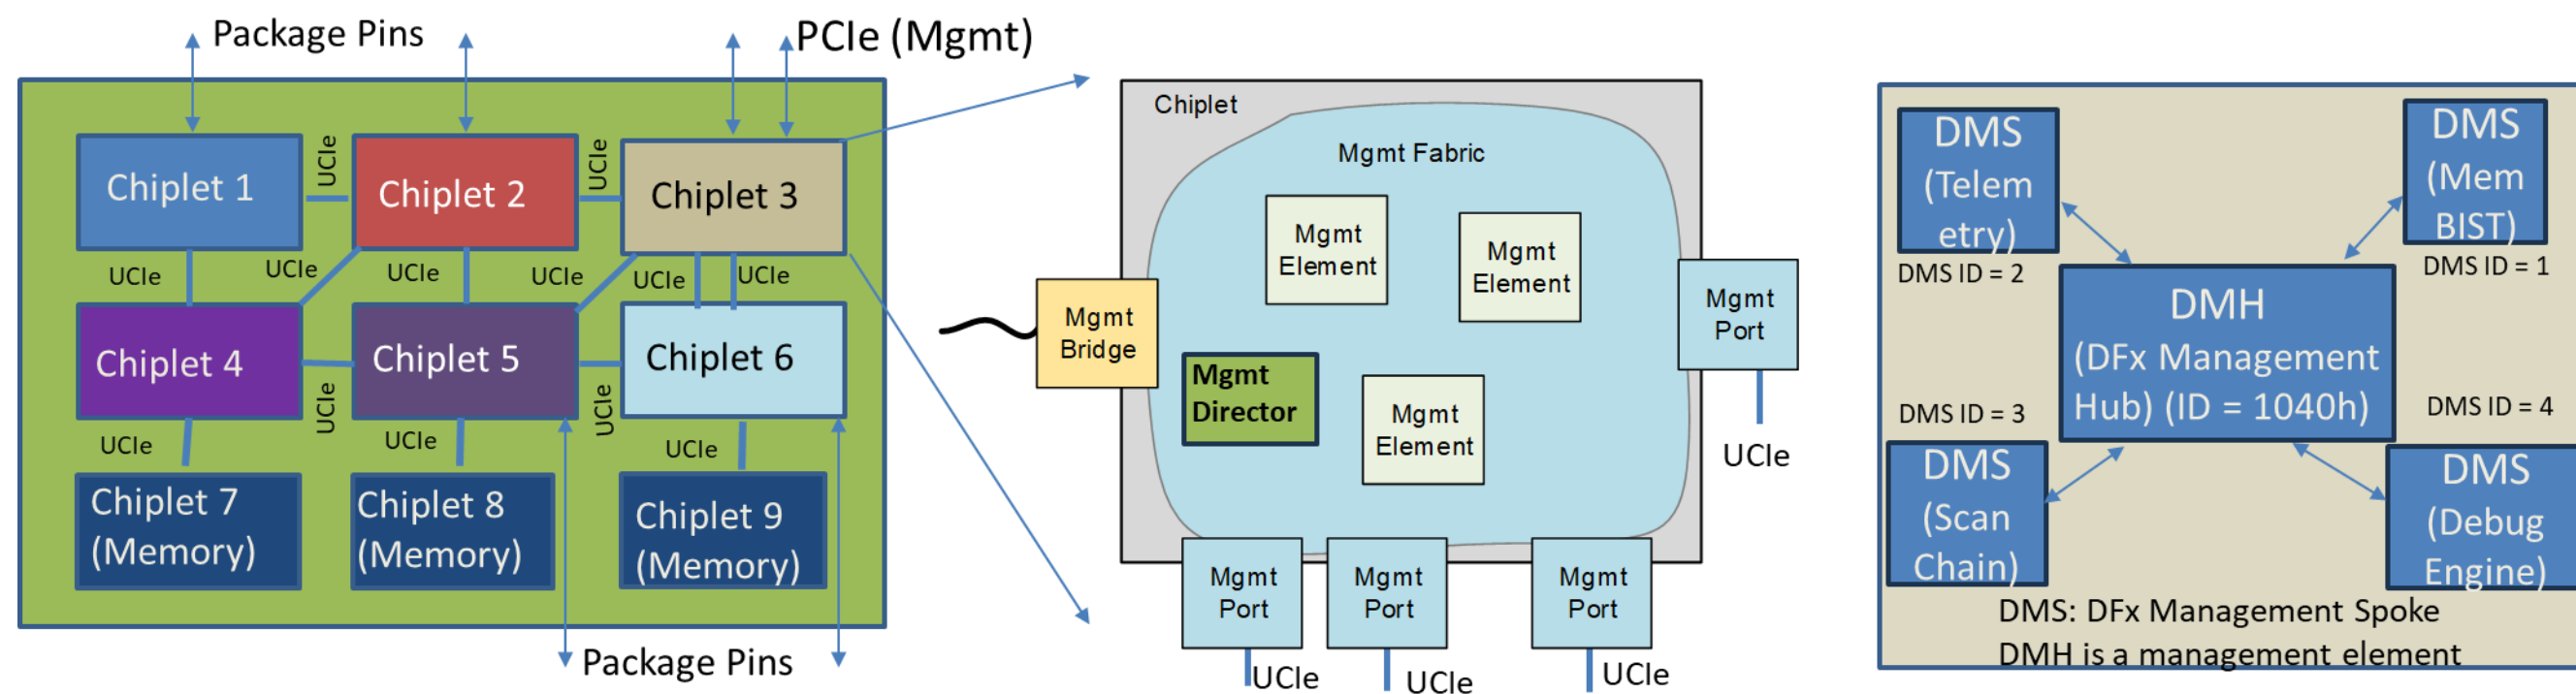 Package Pins
PCIe (Mgmt)
Chiplet 1
UCIe
Chiplet 2
UCIe
Chiplet 3
UCIe
UCIe
UCIe
UCIe
UCIe
UCIe
Chiplet 4
UCIe
Chiplet 5
UCIe
Chiplet 6
UCIe
UCIe
UCIe
Chiplet 7
(Memory)
Chiplet 8
(Memory)
Chiplet 9
(Memory)
Package Pins
Chiplet
Mgmt Fabric
Mgmt
Element
Mgmt
Element
Mgmt
Bridge
Mgmt
Port
Mgmt
Director
Mgmt
Element
UCIe
Mgmt
Port
Mgmt
Port
Mgmt
Port
UCIe
UCIe
UCIe
DMS
(Telem
etry)
DMS ID = 2
DMS
(Mem
BIST)
DMS ID = 1
DMH
(DFx Management
Hub) (ID = 1040h)
DMS ID = 3
DMS
(Scan
Chain)
DMS ID = 4
DMS
(Debug
Engine)
DMS: DFx Management Spoke
DMH is a management element